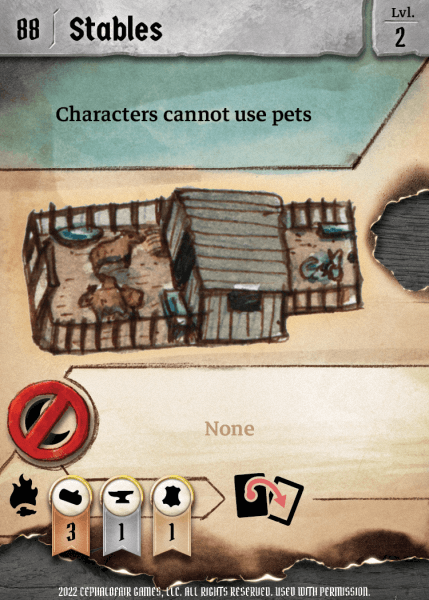 88 Stables
Lvl.
2
Characters cannot use pets
None
3 1 1
2022 CEPHALOFAIR GAMES, LLC. ALL RIGHTS RESERVED. USED WITH PERMISSION.